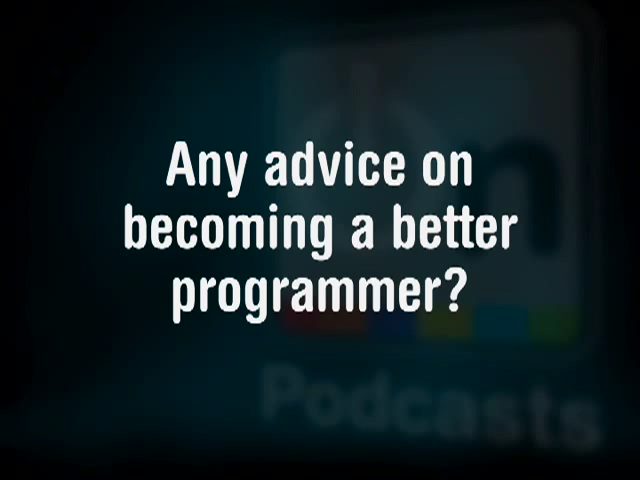 Any advice on
becoming a better
programmer?
n
Podcasts